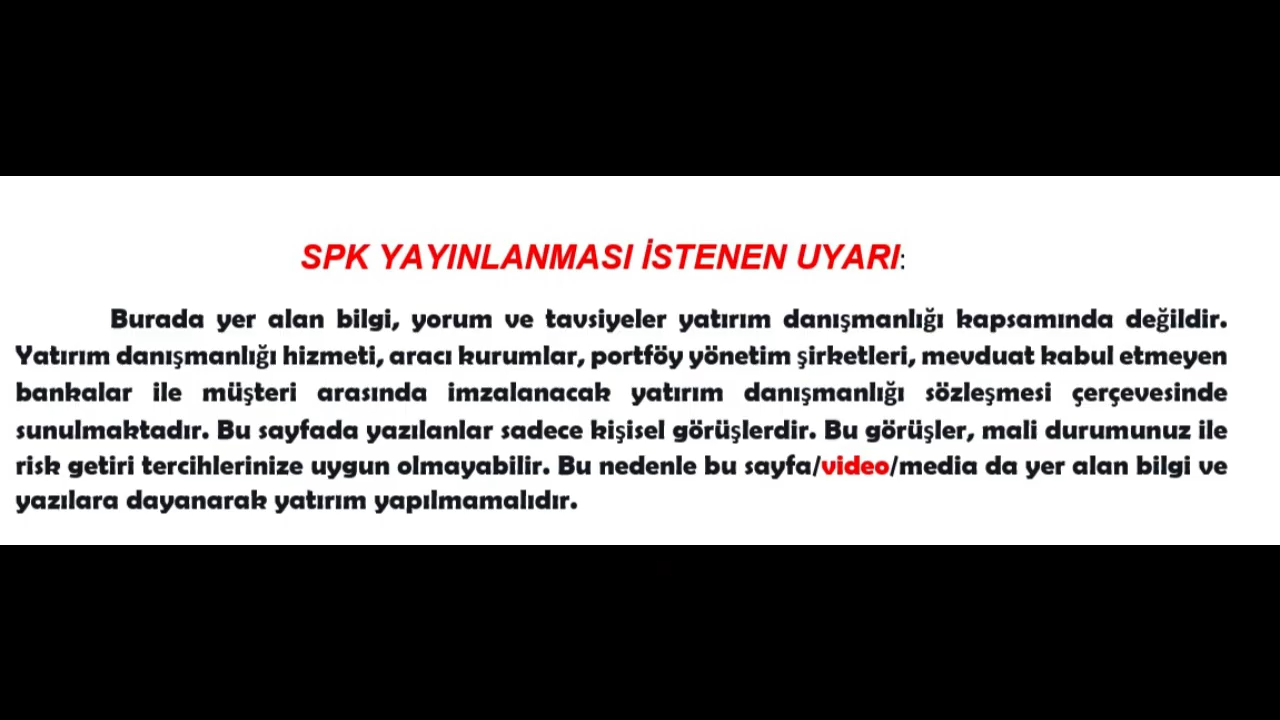 SPK YAYINLANMASI İSTENEN UYARI:
Burada yer alan bilgi, yorum ve tavsiyeler yatırım danışmanlığı kapsamında değildir.
Yatırım danışmanlığı hizmeti, aracı kurumlar, portföy yönetim şirketleri, mevduat kabul etmeyen
bankalar ile müşteri arasında imzalanacak yatırım danışmanlığı sözleşmesi çerçevesinde
sunulmaktadır. Bu sayfada yazılanlar sadece kişisel görüşlerdir. Bu görüşler, mali durumunuz ile
risk getiri tercihlerinize uygun olmayabilir. Bu nedenle bu sayfa/video/media da yer alan bilgi ve
yazılara dayanarak yatırım yapılmamalıdır.